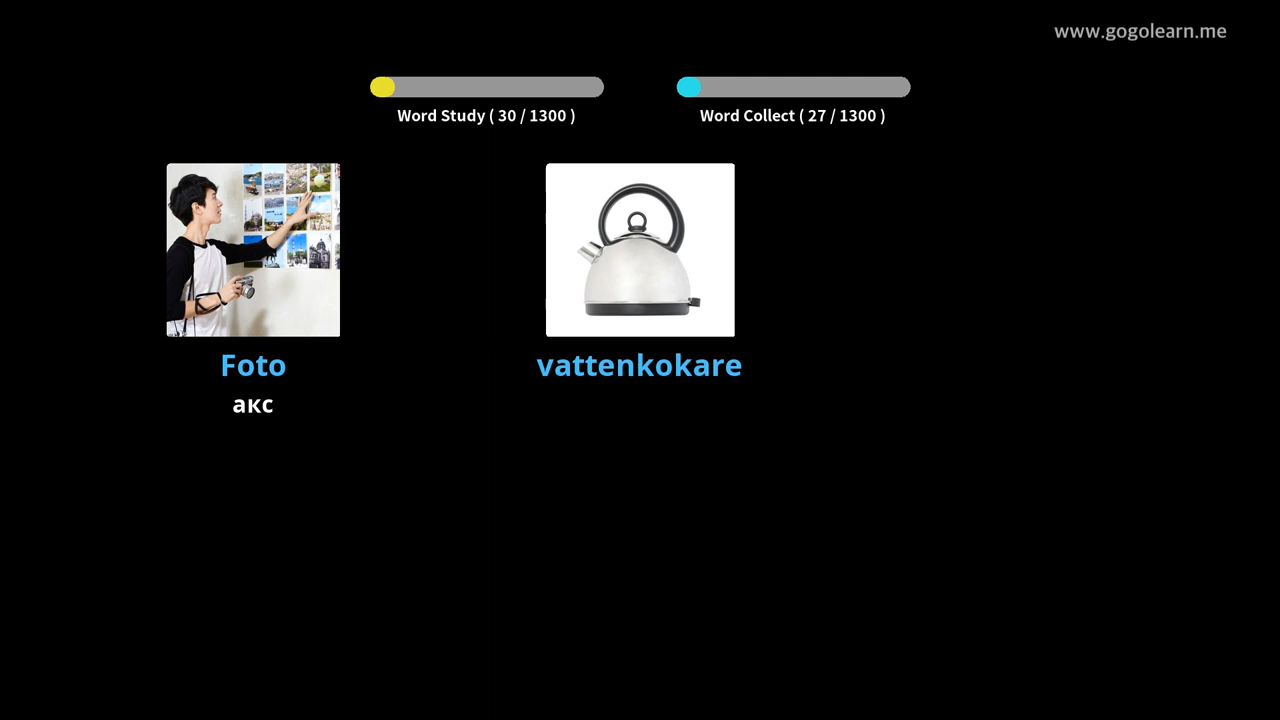 www.gogolearn.me
Word Study ( 30 / 1300 )
Word Collect ( 27 / 1300 )
Foto
акс
vattenkokare